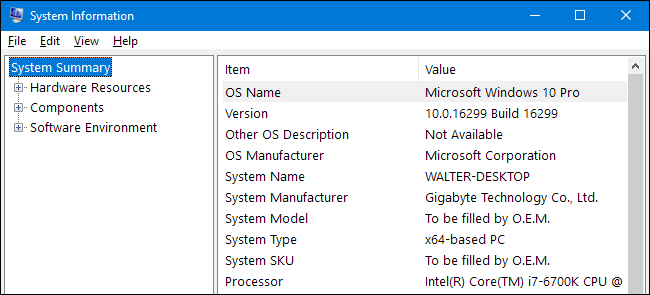 System Information
File Edit View Help
System Summary
Hardware Resources
Components
Software Environment
Item Value
OS Name Microsoft Windows 10 Pro
Version 10.0.16299 Build 16299
Other OS Description Not Available
OS Manufacturer Microsoft Corporation
System Name WALTER-DESKTOP
System Manufacturer Gigabyte Technology Co., Ltd.
System Model To be filled by O.E.M.
System Type x64-based PC
System SKU To be filled by O.E.M.
Processor Intel(R) Core(TM) i7-6700K CPU @